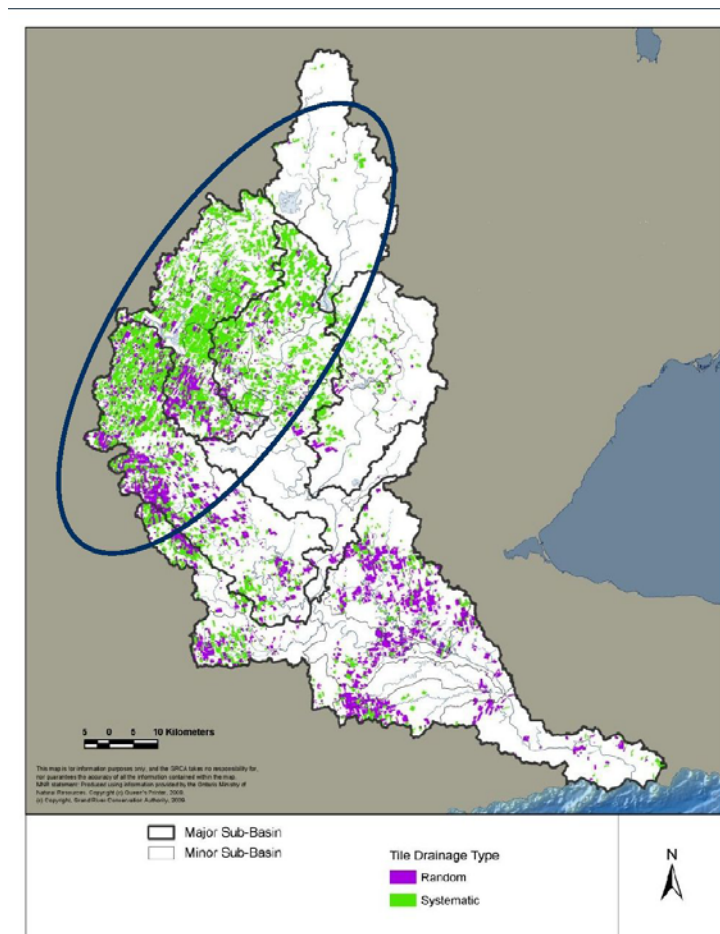 5 0 5 10 Kilometers
This map is for information purposes only, and the GRCA takes no responsibility for,
nor guarantees the accuracy of all the information contained within the map.
MNR statement: Produced using information provided by the Ontario Ministry of
Natural Resources, Copyright (c) Queen's Printer, 2009.
(c) Copyright, Grand River Conservation Authority, 2009.
Major Sub-Basin
Minor Sub-Basin
Tile Drainage Type
Random
Systematic
N